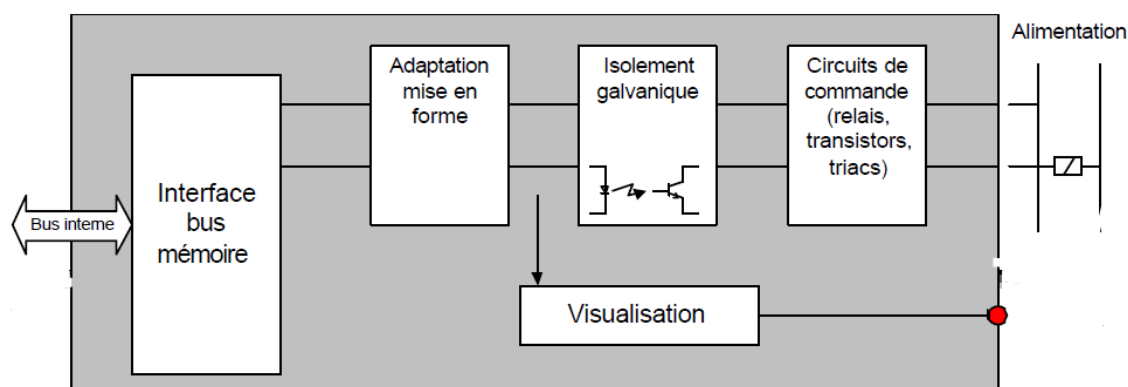 Alimentation
Adaptation
mise en
forme
Isolement
galvanique
Circuits de
commande
(relais,
transistors,
triacs)
Interface
bus
mémoire
Bus interne
Visualisation